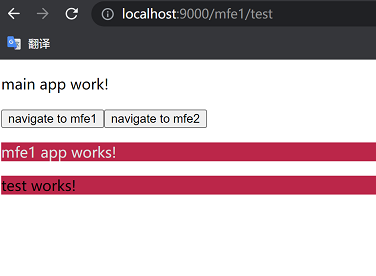 localhost:9000/mfe1/test
翻译
main app work!
navigate to mfe1 navigate to mfe2
mfe1 app works!
test works!